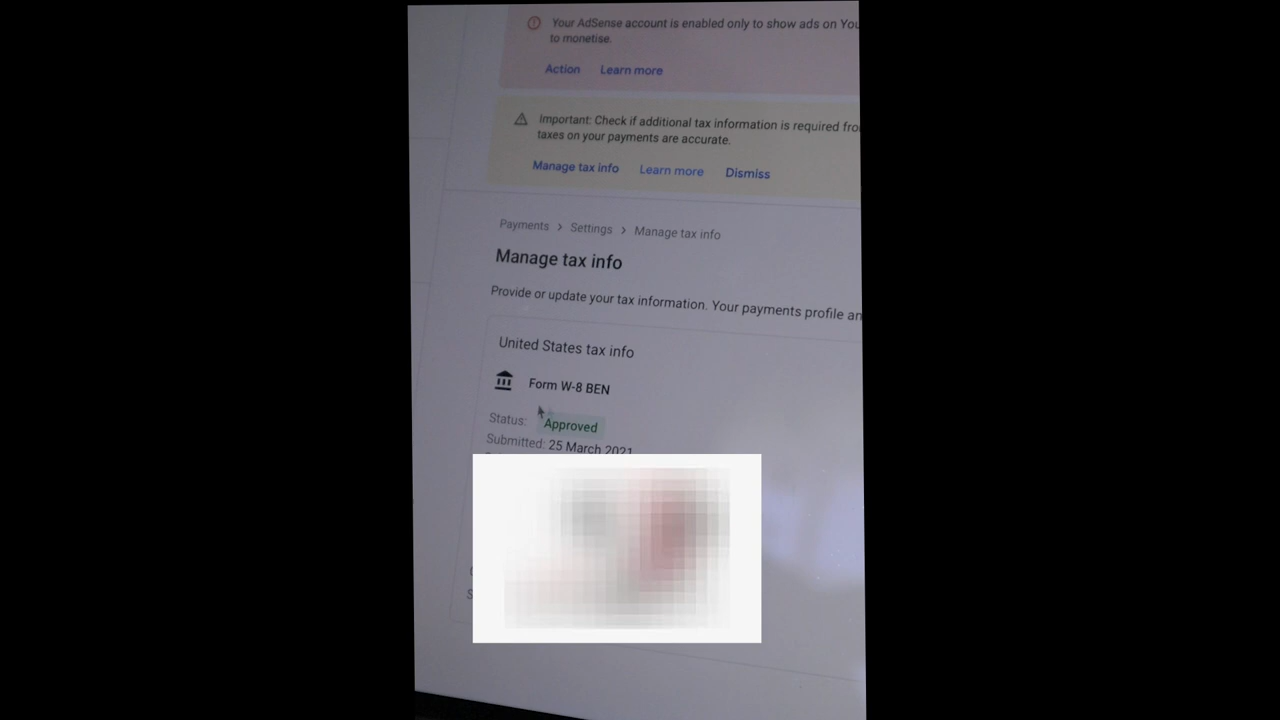 Your AdSense account is enabled only to show ads on You
to monetise.
Action Learn more
Important: Check if additional tax information is required fro
taxes on your payments are accurate.
Manage tax info Learn more Dismiss
Payments > Settings > Manage tax info
Manage tax info
Provide or update your tax information. Your payments profile an
United States tax info
Form W-8 BEN
Status: Approved
Submitted: 25 March 2021